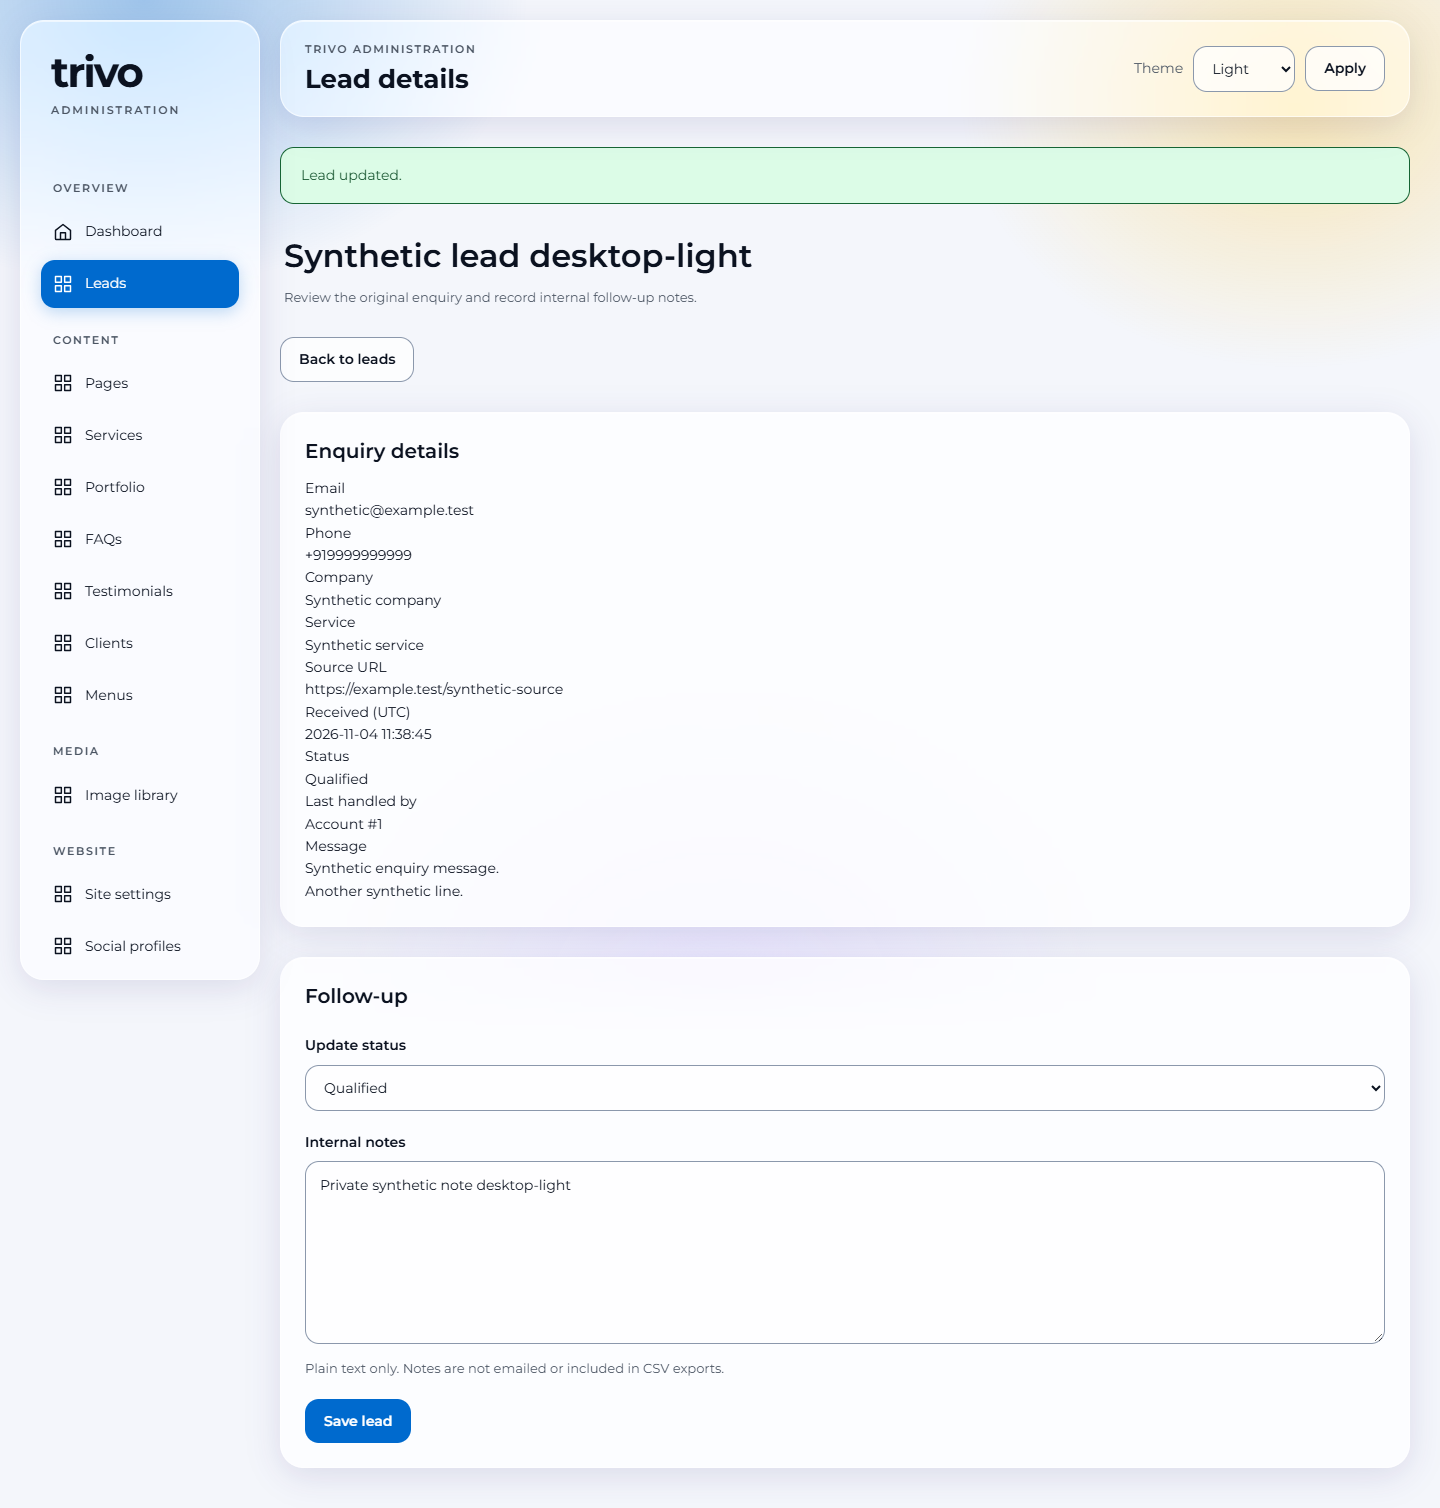 trivo
ADMINISTRATION
OVERVIEW
Dashboard
Leads
CONTENT
Pages
Services
Portfolio
FAQs
Testimonials
Clients
Menus
MEDIA
Image library
WEBSITE
Site settings
Social profiles
TRIVO ADMINISTRATION
Lead details
Theme
Light
Apply
Lead updated.
Synthetic lead desktop-light
Review the original enquiry and record internal follow-up notes.
Back to leads
Enquiry details
Email
synthetic@example.test
Phone
+919999999999
Company
Synthetic company
Service
Synthetic service
Source URL
https://example.test/synthetic-source
Received (UTC)
2026-11-04 11:38:45
Status
Qualified
Last handled by
Account #1
Message
Synthetic enquiry message.
Another synthetic line.
Follow-up
Update status
Qualified
Internal notes
Private synthetic note desktop-light
Plain text only. Notes are not emailed or included in CSV exports.
Save lead